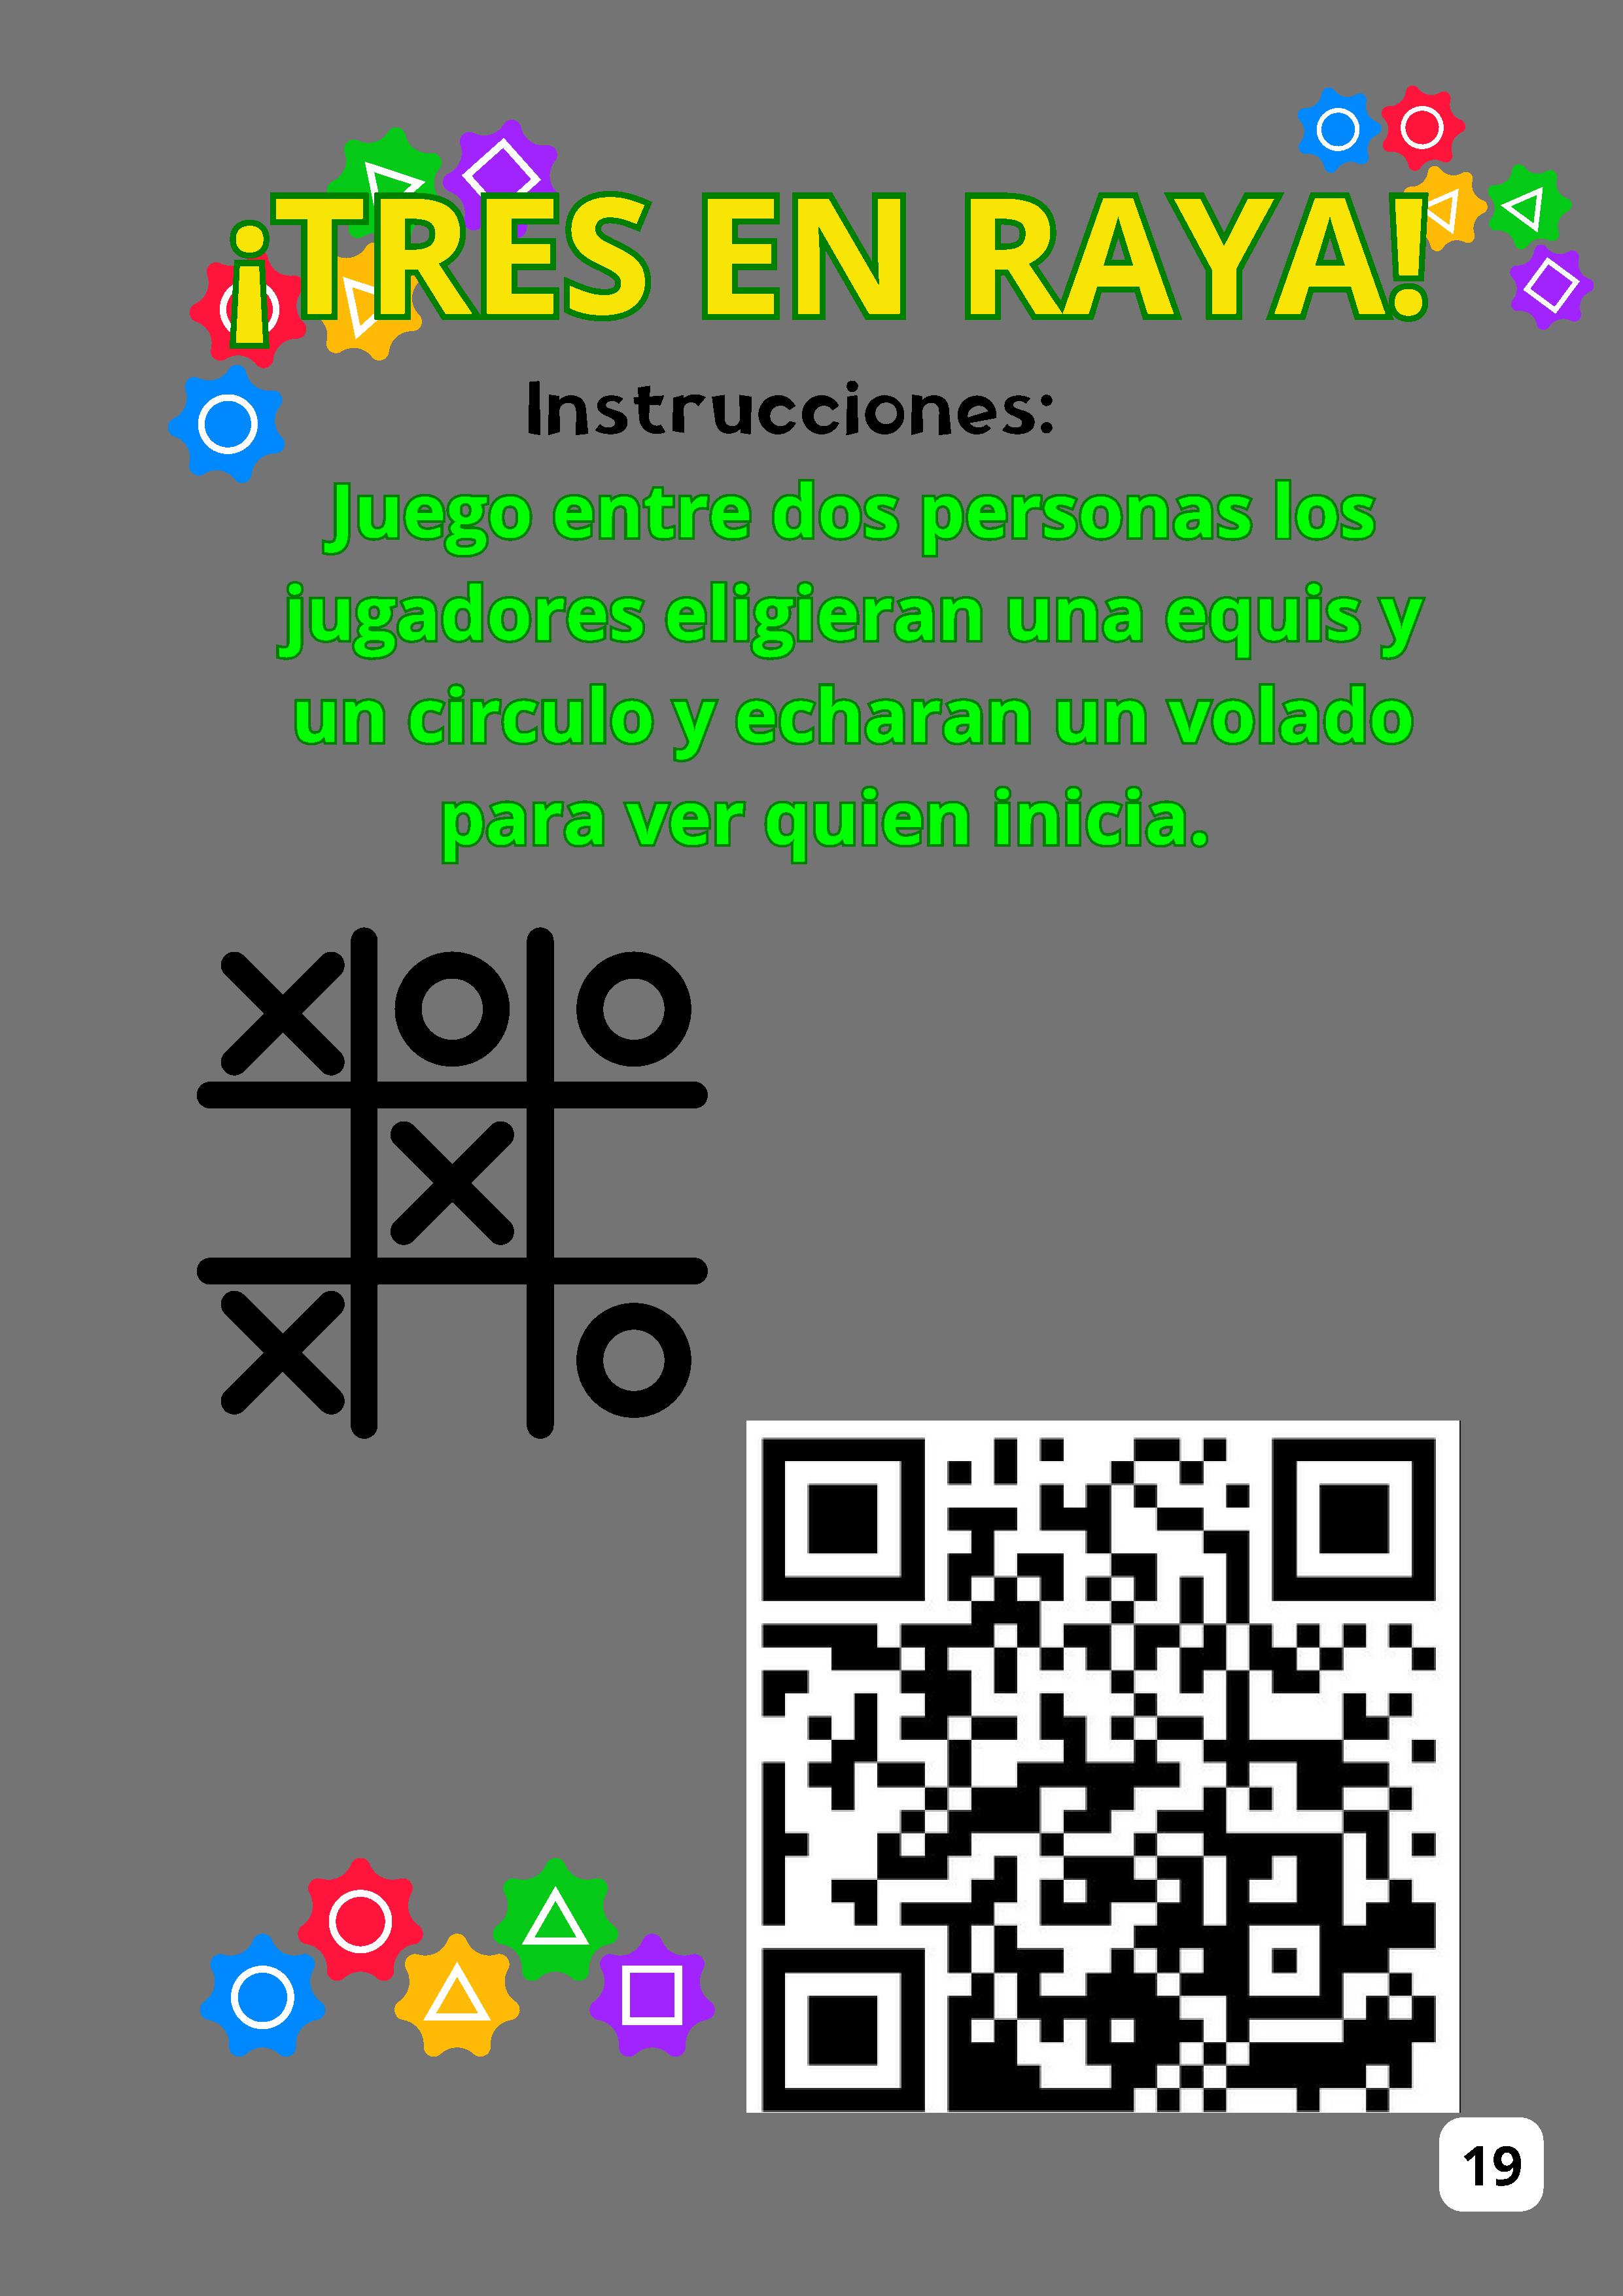 ¡TRES EN RAYA!
Instrucciones:
Juego entre dos personas los
jugadores eligieran una equis y
un circulo y echaran un volado
para ver quien inicia.
19